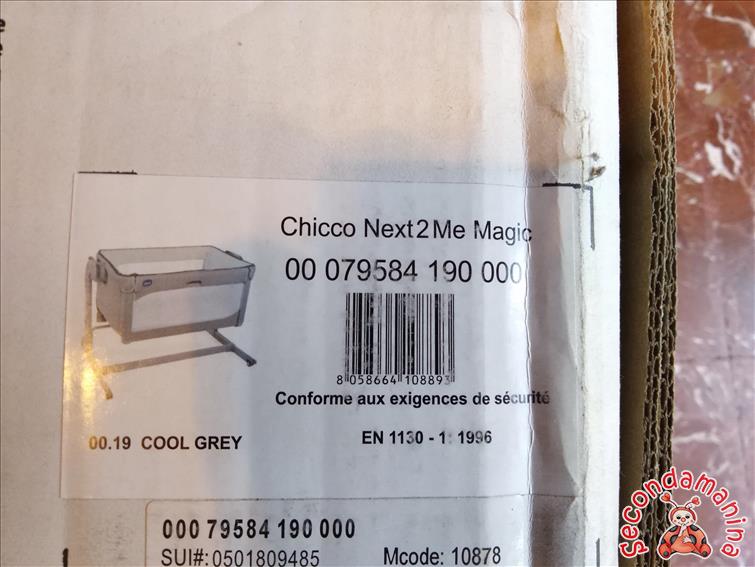 Chicco Next2Me Magic
00 079584 190 000
8 058664 108893
Conforme aux exigences de sécurité
00.19 COOL GREY
EN 1130 - 1: 1996
000 79584 190 000
SUI#: 0501809485
Mcode: 10878
secondamanina